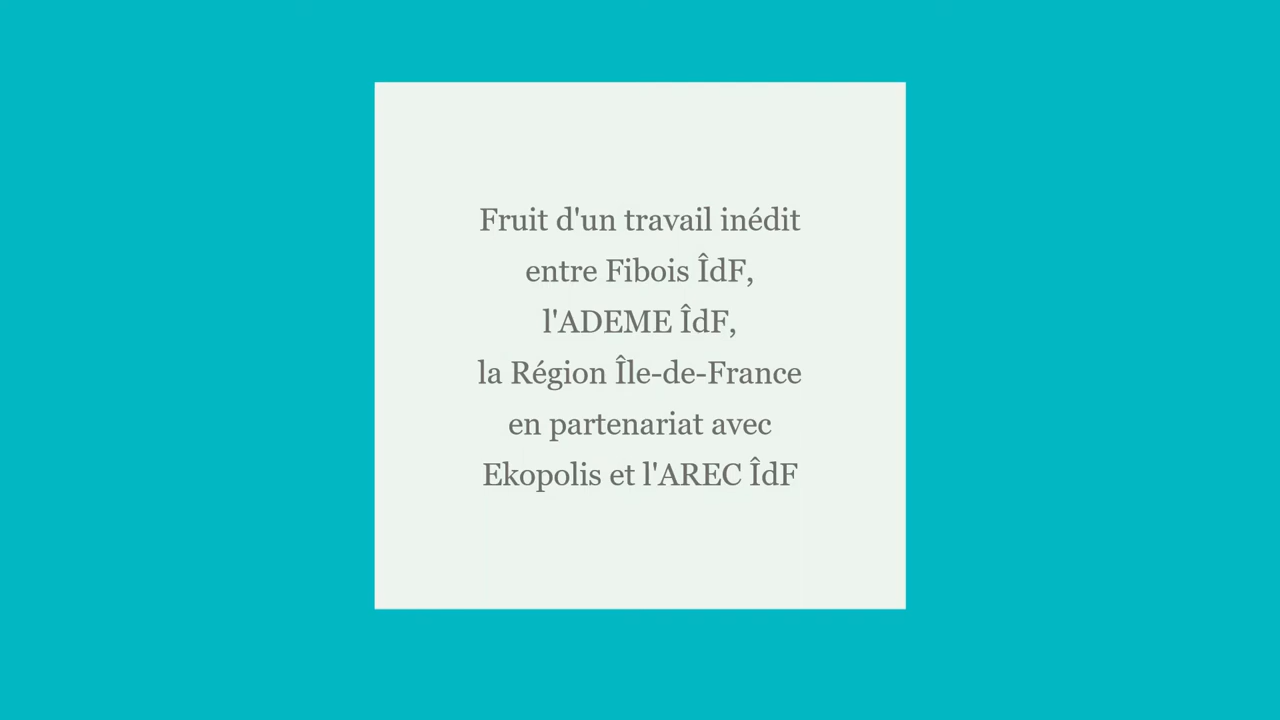 Fruit d'un travail inédit
entre Fibois ÎdF,
l'ADEME ÎdF,
la Région Île-de-France
en partenariat avec
Ekopolis et l'AREC ÎdF